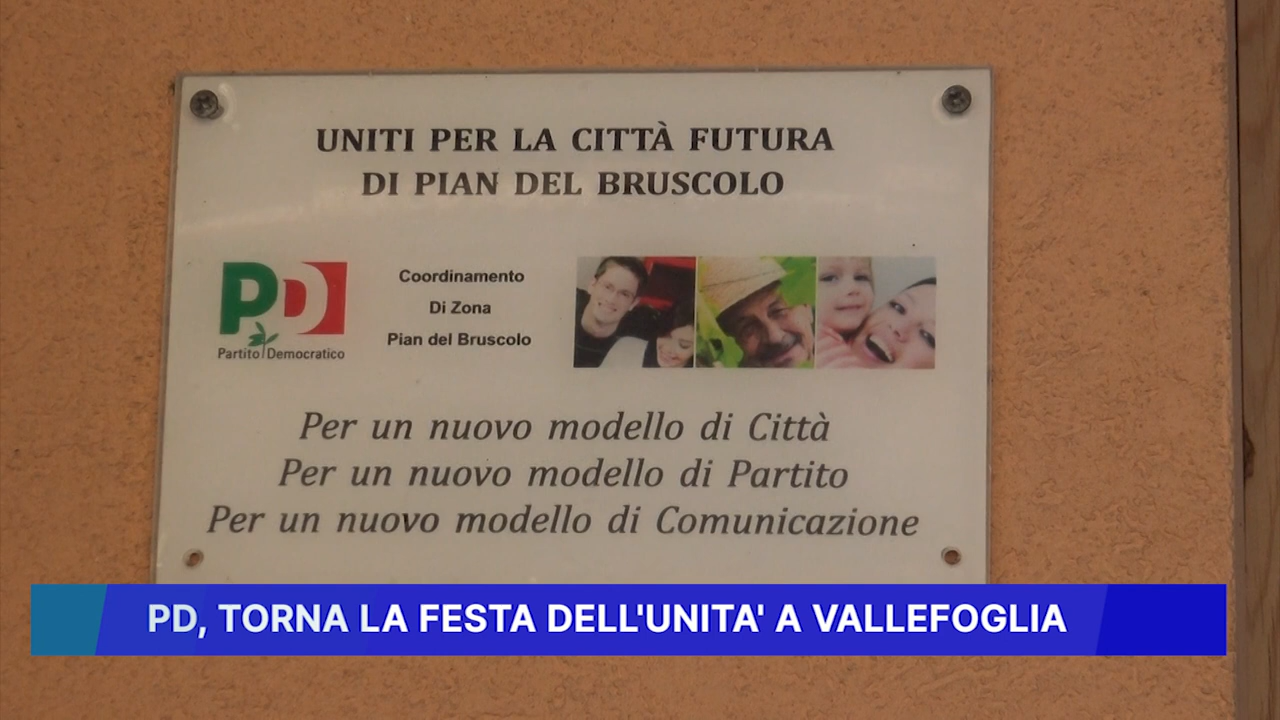 UNITI PER LA CITTÀ FUTURA
DI PIAN DEL BRUSCOLO
PD
Partito Democratico
Coordinamento
Di Zona
Pian del Bruscolo
Per un nuovo modello di Città
Per un nuovo modello di Partito
Per un nuovo modello di Comunicazione
PD, TORNA LA FESTA DELL'UNITA' A VALLEFOGLIA